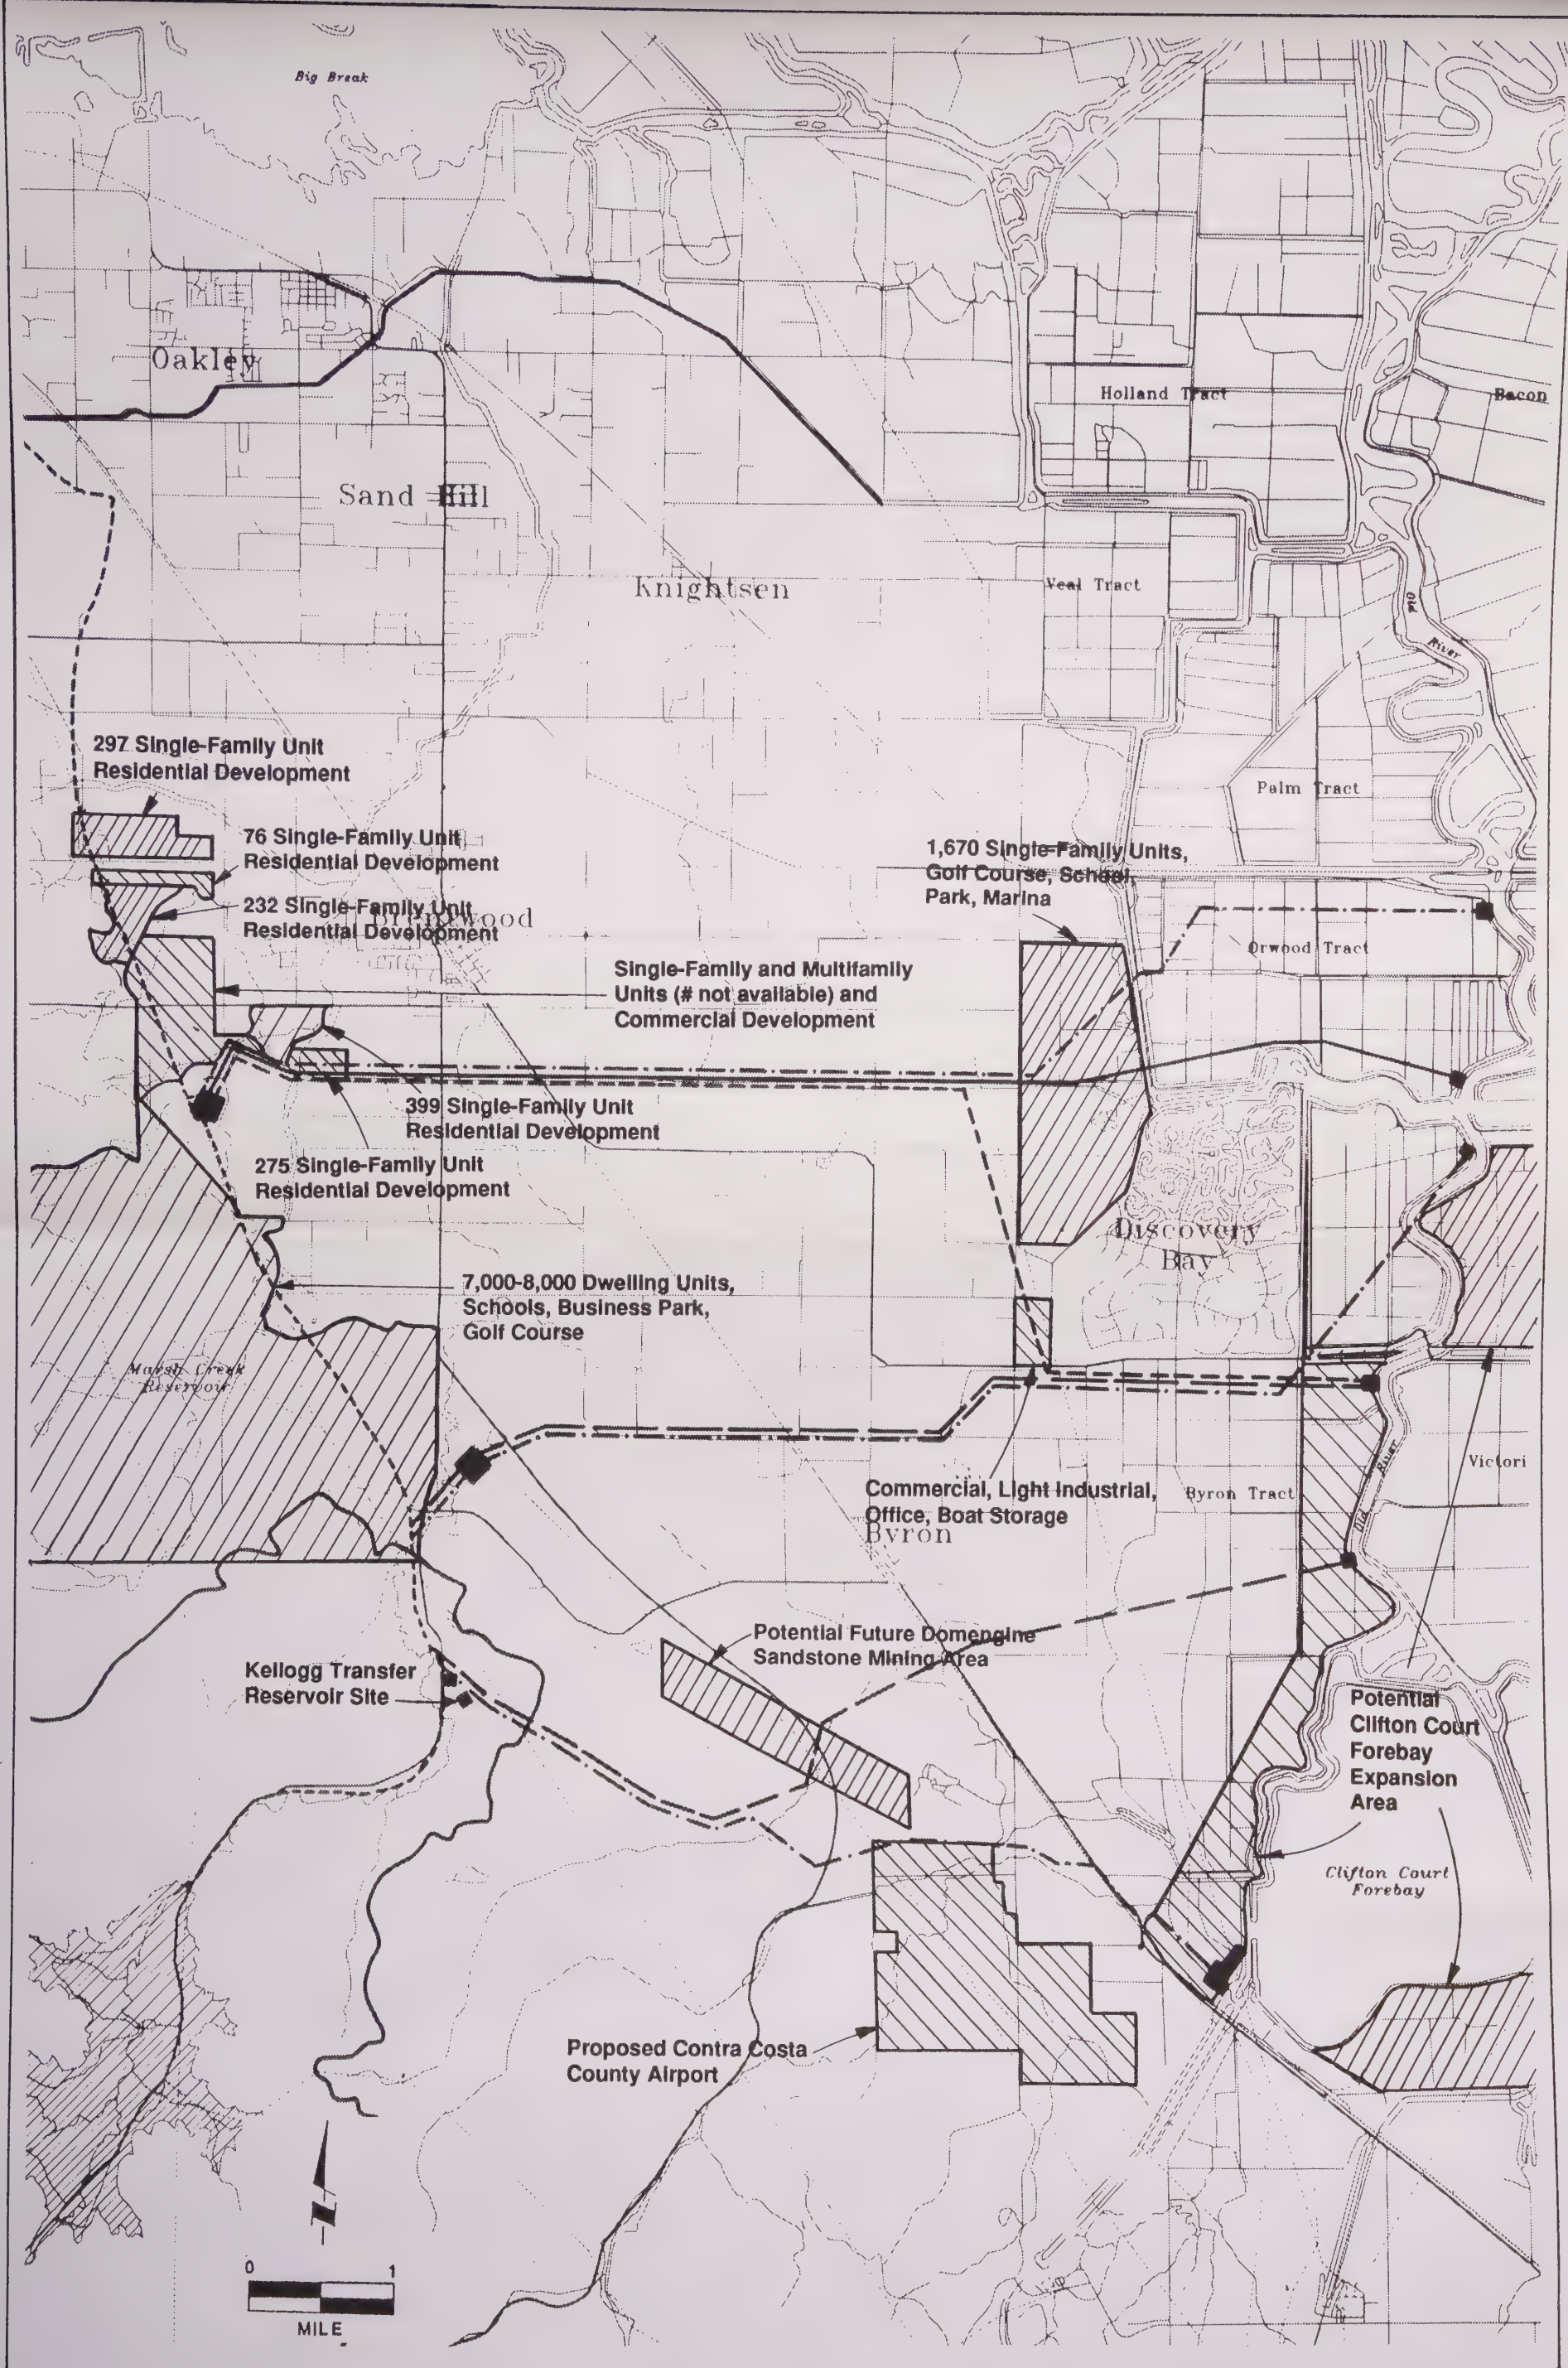 Big Break
Oakley
Holland Tract
Bacon
Sand Hill
Knightsen
Veal Tract
Old
River
297 Single-Family Unit
Residential Development
Palm Tract
76 Single-Family Unit
Residential Development
1,670 Single-Family Units,
Golf Course, School,
Park, Marina
232 Single-Family Unit
Residential Development
Brentwood
Orwood Tract
Single-Family and Multifamily
Units (# not available) and
Commercial Development
399 Single-Family Unit
Residential Development
275 Single-Family Unit
Residential Development
Discovery
Bay
7,000-8,000 Dwelling Units,
Schools, Business Park,
Golf Course
Marsh Creek
Reservoir
Victori
River
Old
Commercial, Light Industrial,
Office, Boat Storage
Byron Tract
Byron
Potential Future Domengine
Sandstone Mining Area
Kellogg Transfer
Reservoir Site
Potential
Clifton Court
Forebay
Expansion
Area
Clifton Court
Forebay
Proposed Contra Costa
County Airport
N
0 1
MILE